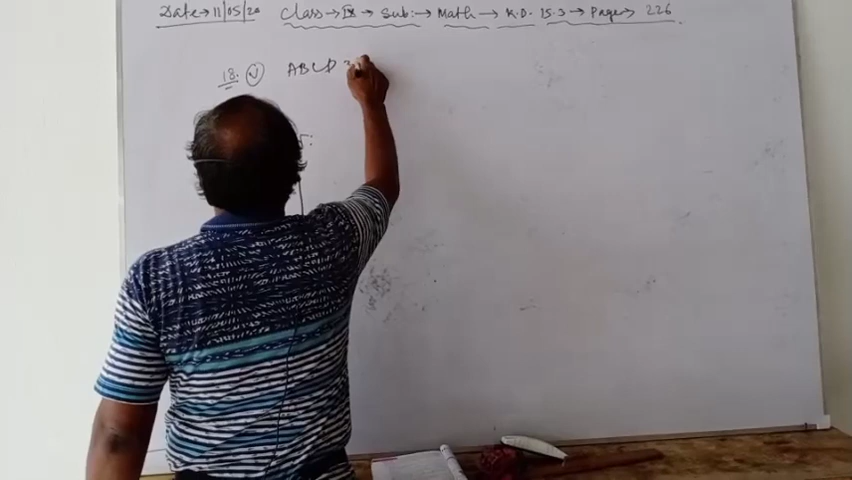 Date→11/05/20 Class→IX→ Sub:→ Math→ R.D. 15.3→ Page→ 226
18. (v) ABCD